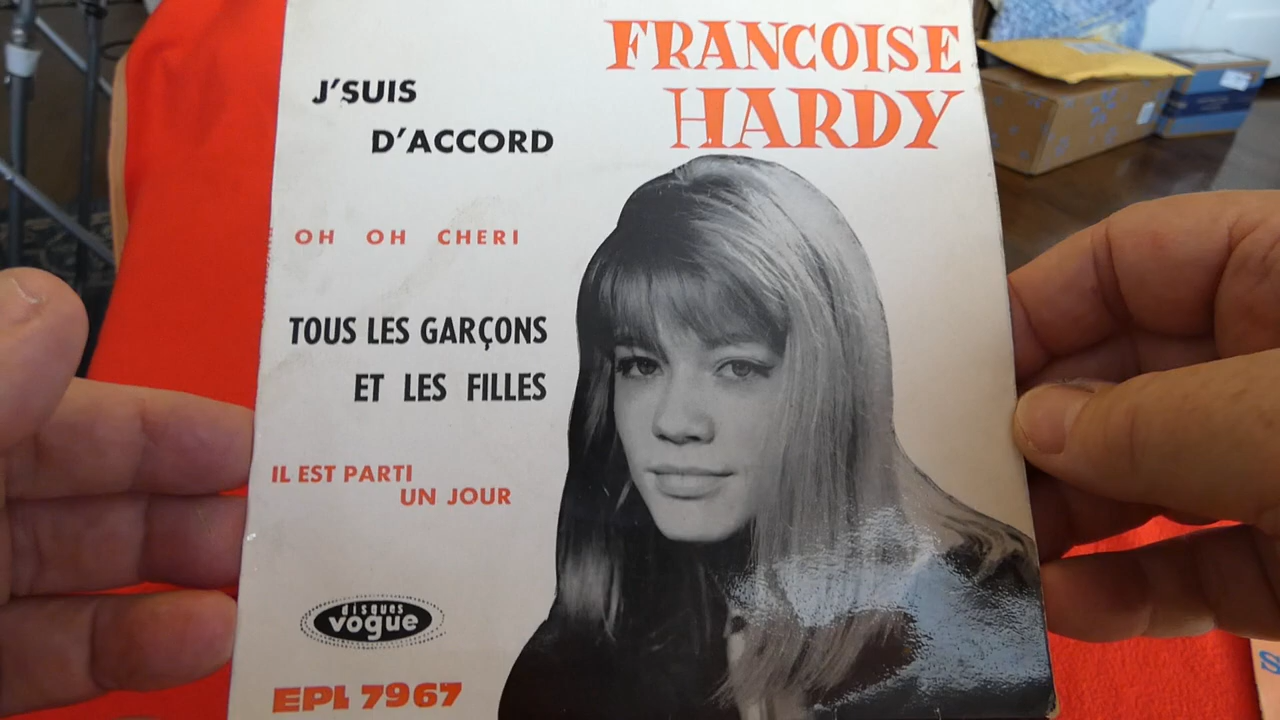 FRANCOISE
HARDY
J'SUIS
D'ACCORD
OH OH CHERI
TOUS LES GARÇONS
ET LES FILLES
IL EST PARTI
UN JOUR
disques
vogue
EPL 7967